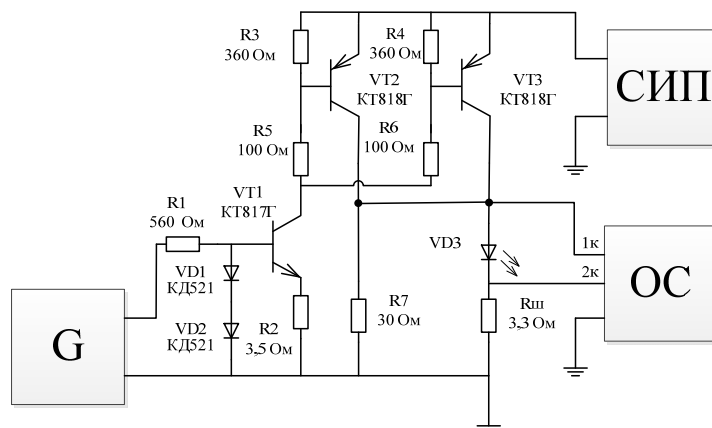 R3
360 Ом
R4
360 Ом
VT2
КТ818Г
VT3
КТ818Г
СИП
R5
100 Ом
R6
100 Ом
R1
560 Ом
VT1
КТ817Г
VD3
1к
2к
ОС
VD1
КД521
VD2
КД521
R2
3,5 Ом
R7
30 Ом
Rш
3,3 Ом
G